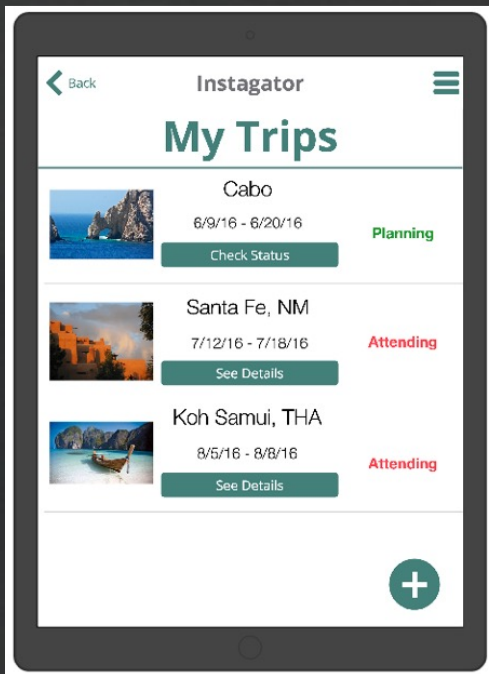 Back
Instagator
My Trips
Cabo
6/9/16 - 6/20/16
Planning
Check Status
Santa Fe, NM
7/12/16 - 7/18/16
Attending
See Details
Koh Samui, THA
8/5/16 - 8/8/16
Attending
See Details
+